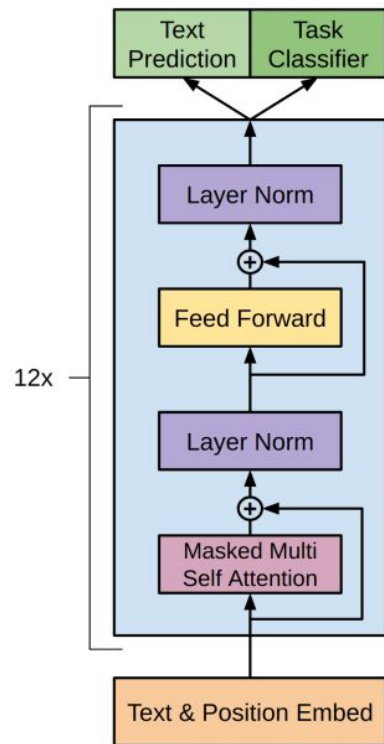 Text
Prediction
Task
Classifier
Layer Norm
+
Feed Forward
12x
Layer Norm
+
Masked Multi
Self Attention
Text & Position Embed